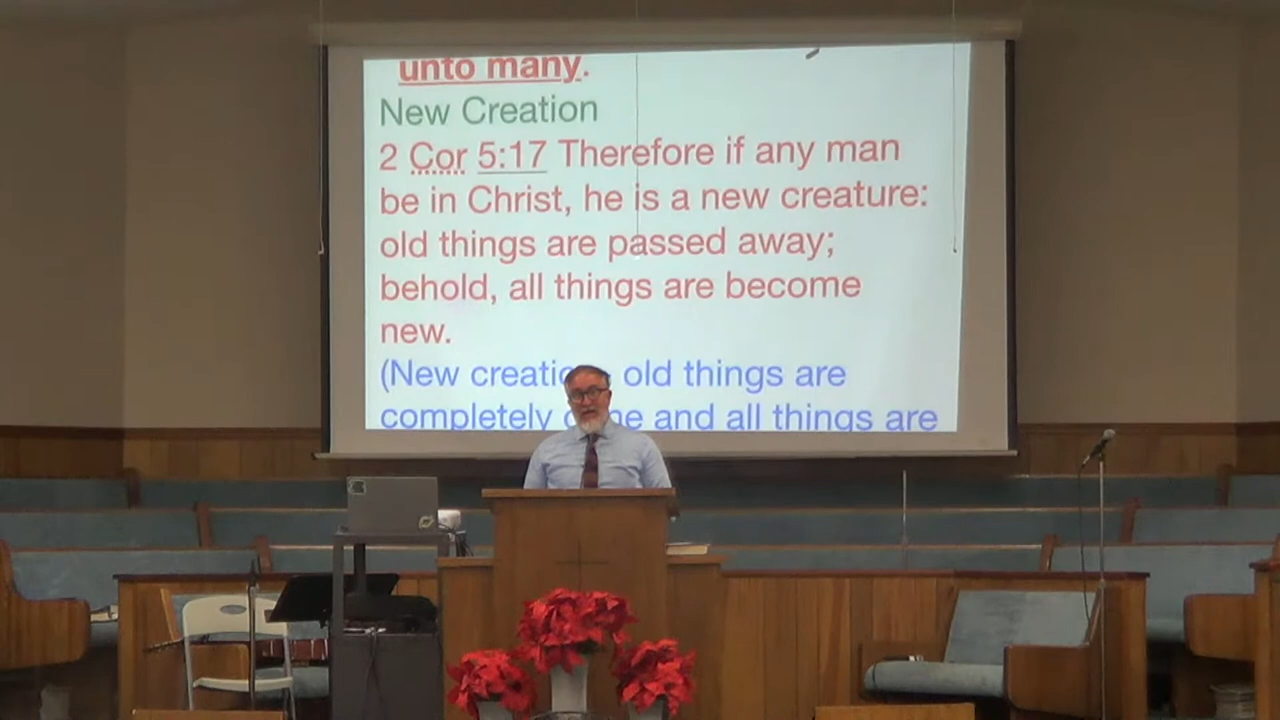 unto many.
New Creation
2 Cor 5:17 Therefore if any man
be in Christ, he is a new creature:
old things are passed away;
behold, all things are become
new.
(New creation old things are
completely and all things are